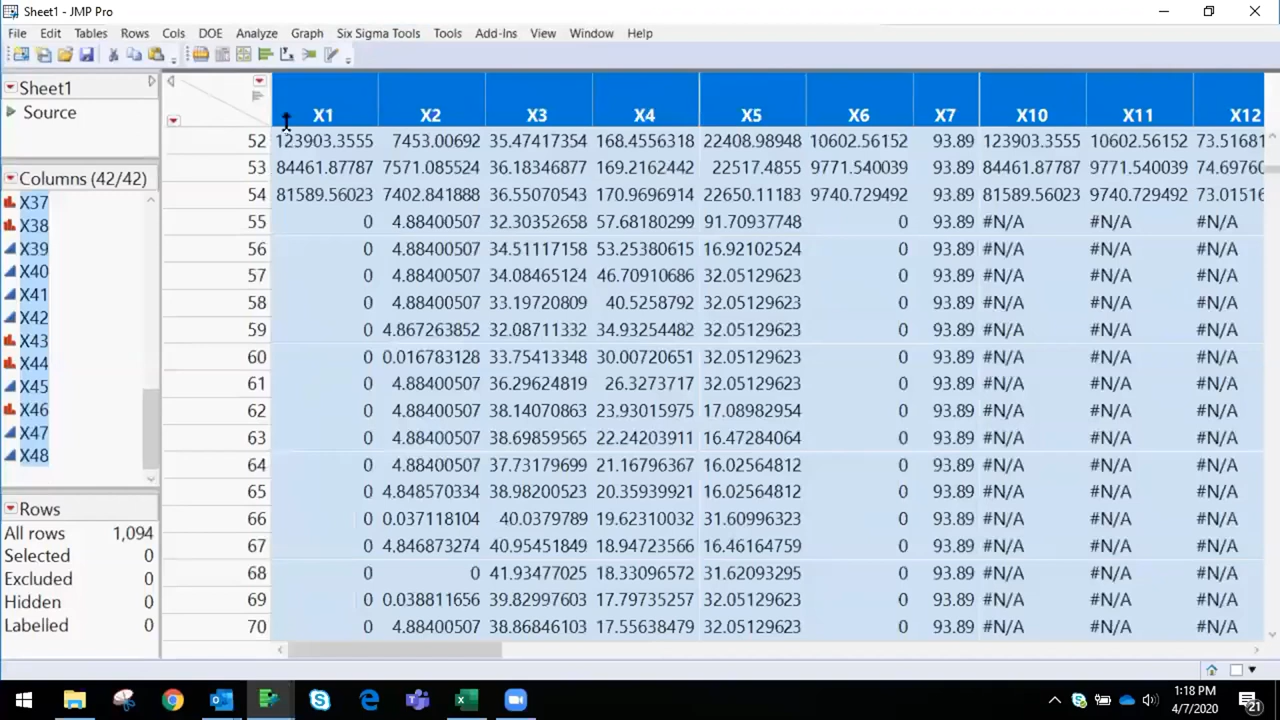 Sheet1 - JMP Pro
File Edit Tables Rows Cols DOE Analyze Graph Six Sigma Tools Tools Add-Ins View Window Help
Sheet1
Source
Columns (42/42)
X37
X38
X39
X40
X41
X42
X43
X44
X45
X46
X47
X48
Rows
All rows 1,094
Selected 0
Excluded 0
Hidden 0
Labelled 0
X1 X2 X3 X4 X5 X6 X7 X10 X11 X12
52 123903.3555 7453.00692 35.47417354 168.4556318 22408.98948 10602.56152 93.89 123903.3555 10602.56152 73.51681
53 84461.87787 7571.085524 36.18346877 169.2162442 22517.4855 9771.540039 93.89 84461.87787 9771.540039 74.69760
54 81589.56023 7402.841888 36.55070543 170.9696914 22650.11183 9740.729492 93.89 81589.56023 9740.729492 73.01516
55 0 4.88400507 32.30352658 57.68180299 91.70937748 0 93.89 #N/A #N/A #N/A
56 0 4.88400507 34.51117158 53.25380615 16.92102524 0 93.89 #N/A #N/A #N/A
57 0 4.88400507 34.08465124 46.70910686 32.05129623 0 93.89 #N/A #N/A #N/A
58 0 4.88400507 33.19720809 40.5258792 32.05129623 0 93.89 #N/A #N/A #N/A
59 0 4.867263852 32.08711332 34.93254482 32.05129623 0 93.89 #N/A #N/A #N/A
60 0 0.016783128 33.75413348 30.00720651 32.05129623 0 93.89 #N/A #N/A #N/A
61 0 4.88400507 36.29624819 26.3273717 32.05129623 0 93.89 #N/A #N/A #N/A
62 0 4.88400507 38.14070863 23.93015975 17.08982954 0 93.89 #N/A #N/A #N/A
63 0 4.88400507 38.69859565 22.24203911 16.47284064 0 93.89 #N/A #N/A #N/A
64 0 4.88400507 37.73179699 21.16796367 16.02564812 0 93.89 #N/A #N/A #N/A
65 0 4.848570334 38.98200523 20.35939921 16.02564812 0 93.89 #N/A #N/A #N/A
66 0 0.037118104 40.0379789 19.62310032 31.60996323 0 93.89 #N/A #N/A #N/A
67 0 4.846873274 40.95451849 18.94723566 16.46164759 0 93.89 #N/A #N/A #N/A
68 0 0 41.93477025 18.33096572 31.62093295 0 93.89 #N/A #N/A #N/A
69 0 0.038811656 39.82997603 17.79735257 32.05129623 0 93.89 #N/A #N/A #N/A
70 0 4.88400507 38.86846103 17.55638479 32.05129623 0 93.89 #N/A #N/A #N/A
1:18 PM
4/7/2020
21